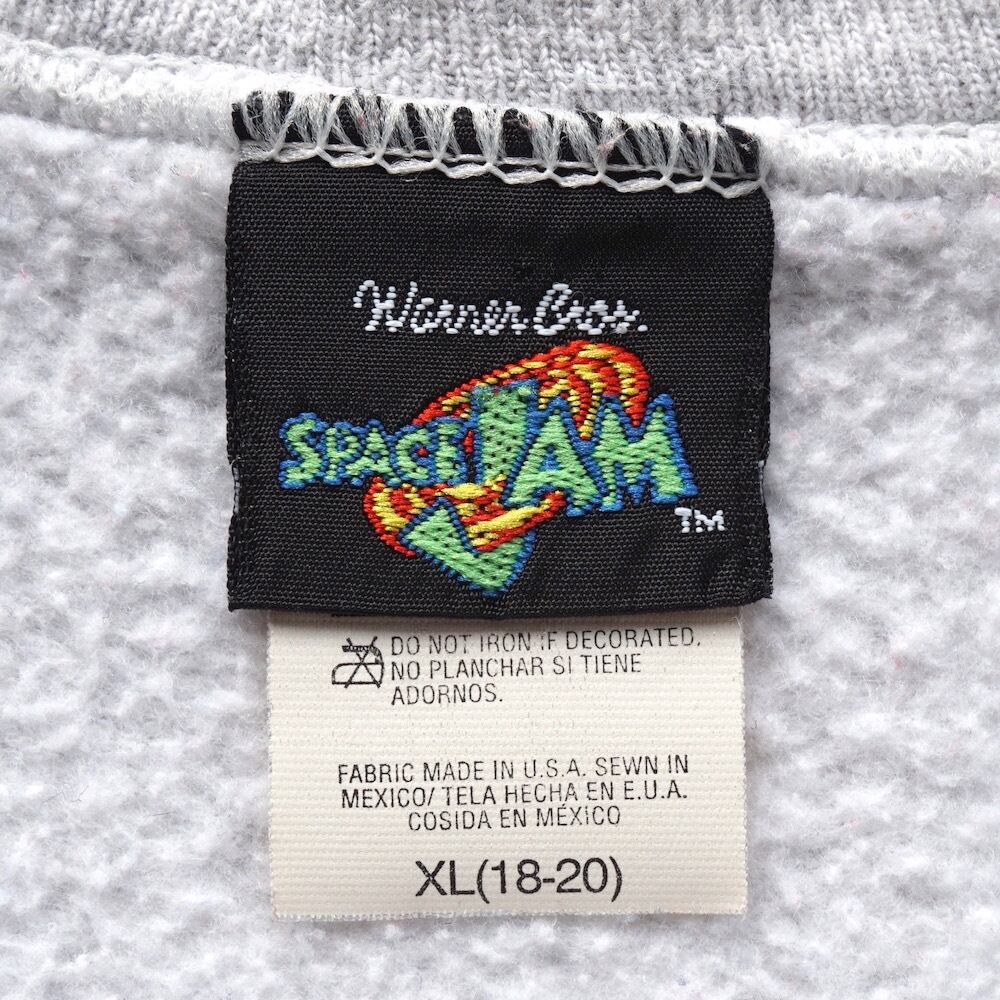 Warner Bros.
SPACE JAM
TM
DO NOT IRON IF DECORATED.
NO PLANCHAR SI TIENE
ADORNOS.
FABRIC MADE IN U.S.A. SEWN IN
MEXICO/ TELA HECHA EN E.U.A.
COSIDA EN MÉXICO
XL(18-20)